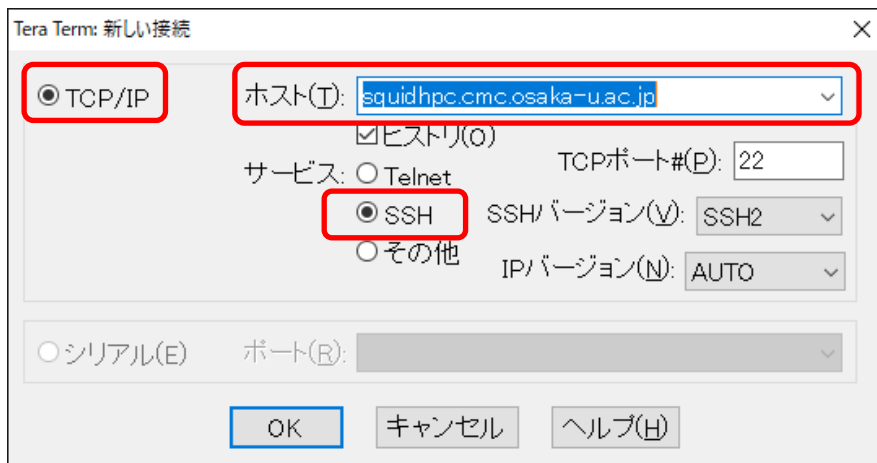 Tera Term: 新しい接続
TCP/IP
ホスト(T): squidhpc.cmc.osaka-u.ac.jp
ヒストリ(O)
サービス: Telnet
TCPポート#(P): 22
SSH
SSHバージョン(V): SSH2
その他
IPバージョン(N): AUTO
シリアル(E)
ポート(R):
OK
キャンセル
ヘルプ(H)